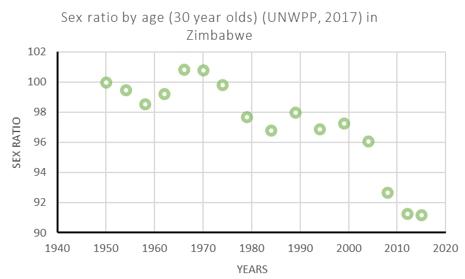 Sex ratio by age (30 year olds) (UNWPP, 2017) in
Zimbabwe
102
100
98
96
94
92
90
SEX RATIO
1940 1950 1960 1970 1980 1990 2000 2010 2020
YEARS